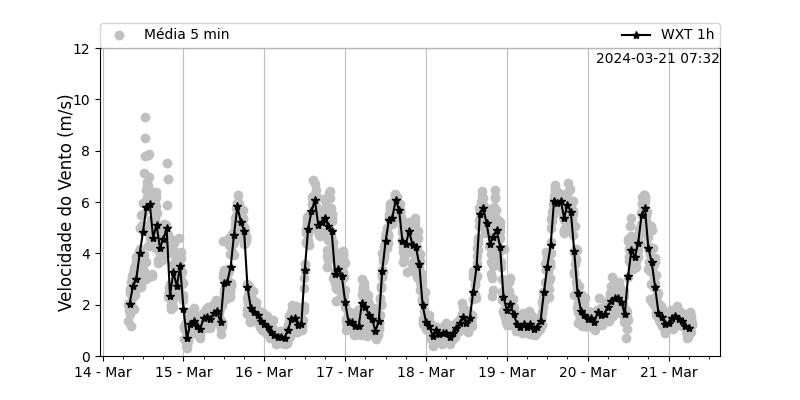 Média 5 min
WXT 1h
2024-03-21 07:32
Velocidade do Vento (m/s)
12
10
8
6
4
2
0
14 - Mar
15 - Mar
16 - Mar
17 - Mar
18 - Mar
19 - Mar
20 - Mar
21 - Mar